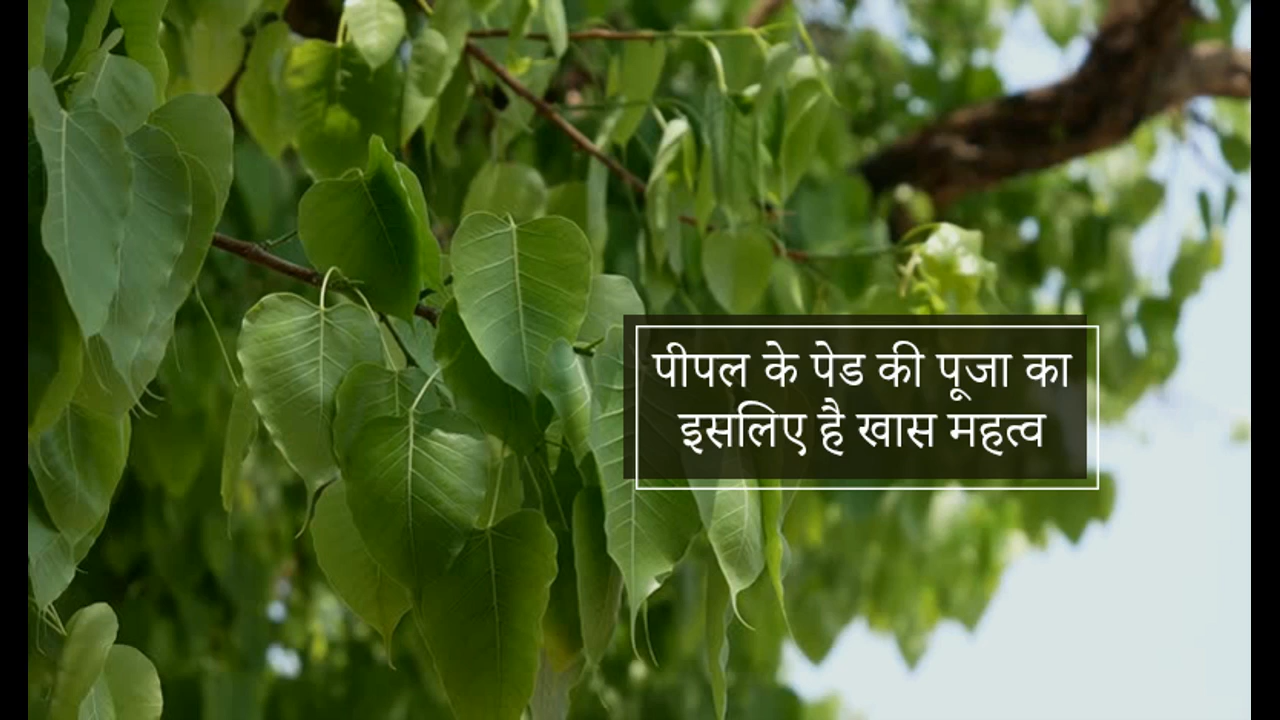 पीपल के पेड की पूजा का
इसलिए है खास महत्व